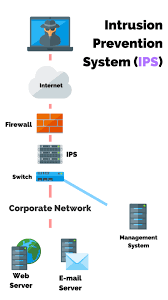 Intrusion
Prevention
System (IPS)
Internet
Firewall
IPS
Switch
Corporate Network
Management
System
Web
Server
E-mail
Server